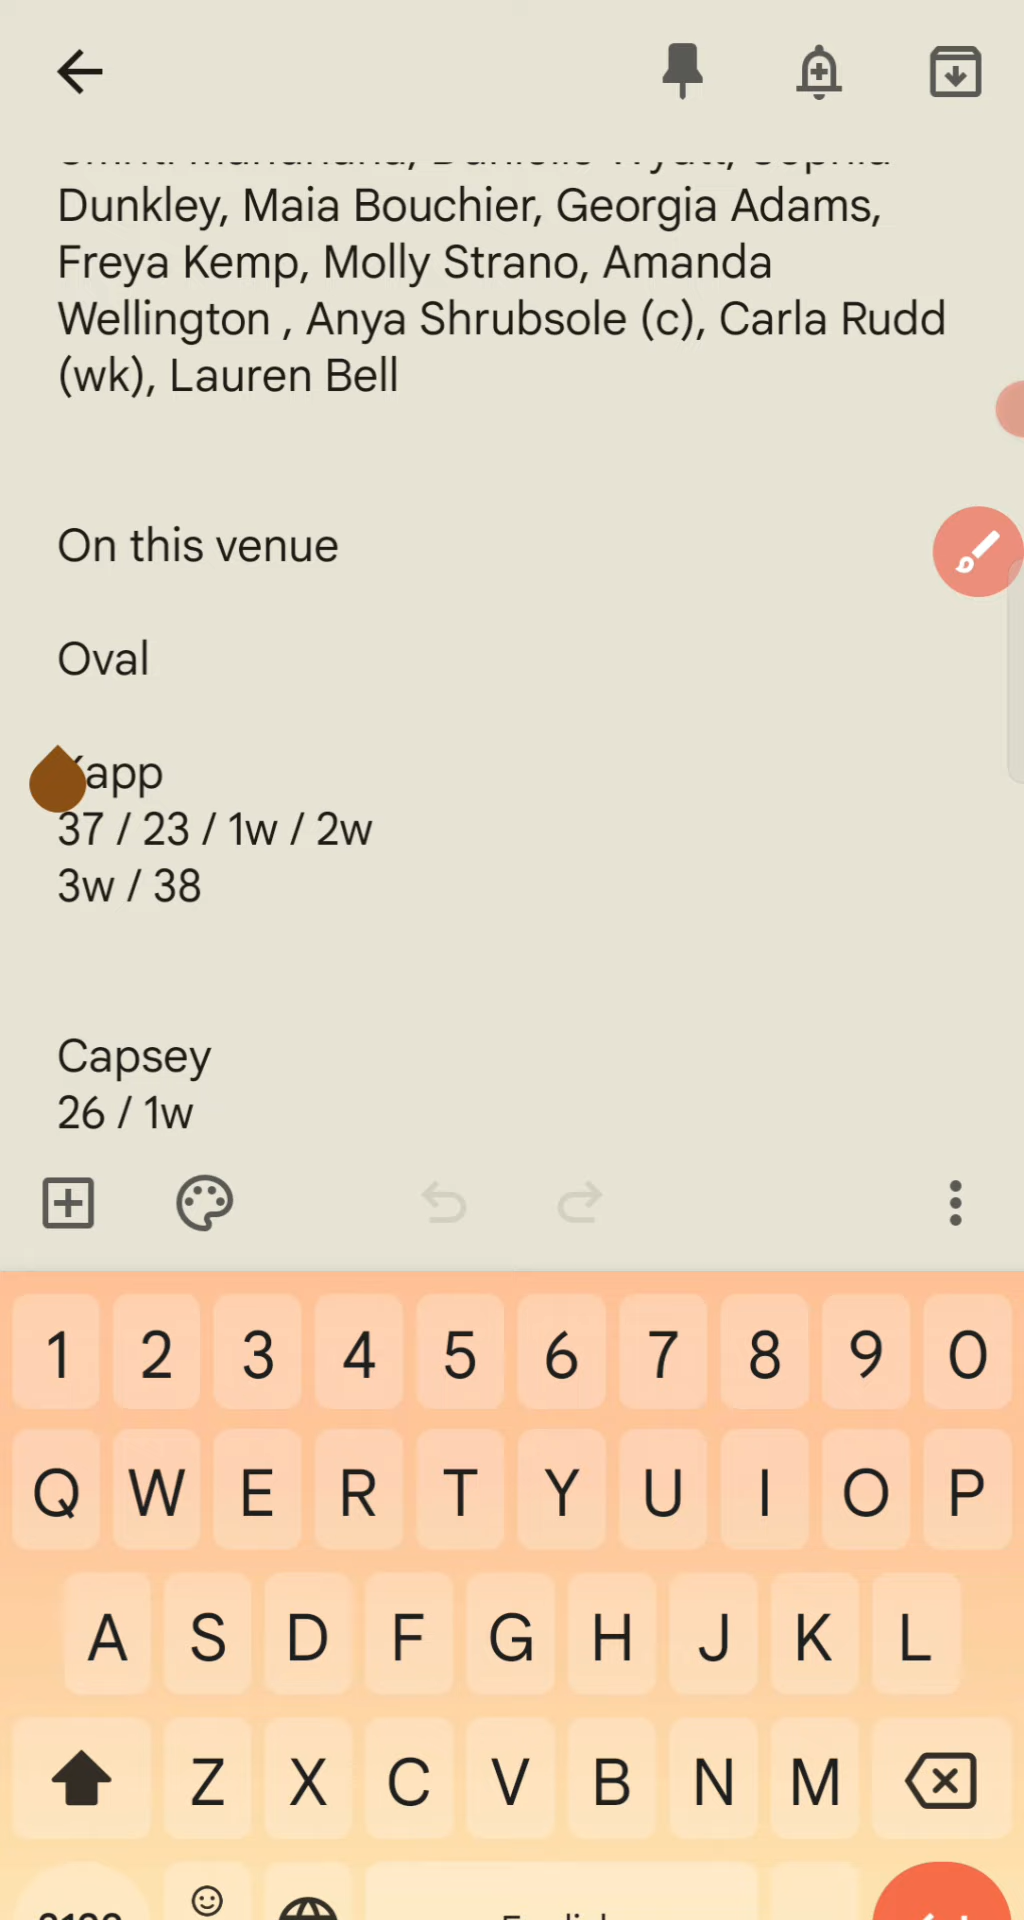 Dunkley, Maia Bouchier, Georgia Adams,
Freya Kemp, Molly Strano, Amanda
Wellington , Anya Shrubsole (c), Carla Rudd
(wk), Lauren Bell
On this venue
Oval
Kapp
37 / 23 / 1w / 2w
3w / 38
Capsey
26 / 1w
1 2 3 4 5 6 7 8 9 0
Q W E R T Y U I O P
A S D F G H J K L
Z X C V B N M